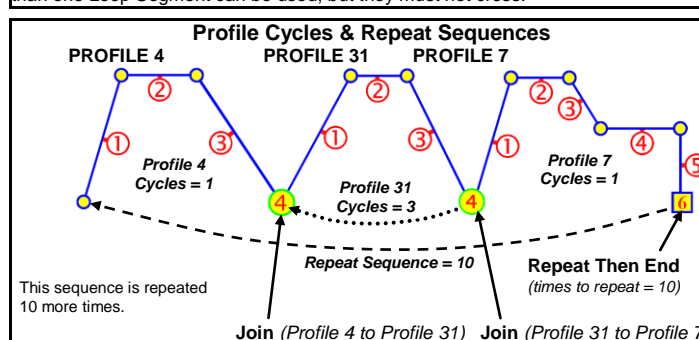 than one Loop Segment can be used, but they must not cross.
Profile Cycles & Repeat Sequences
PROFILE 4 PROFILE 31 PROFILE 7
② ② ②
③
① ③ ① ③ ① ④
Profile 4
Cycles = 1
Profile 31
Cycles = 3
Profile 7
Cycles = 1
⑤
4 4 6
Repeat Sequence = 10
Repeat Then End
(times to repeat = 10)
This sequence is repeated
10 more times.
Join (Profile 4 to Profile 31) Join (Profile 31 to Profile 7